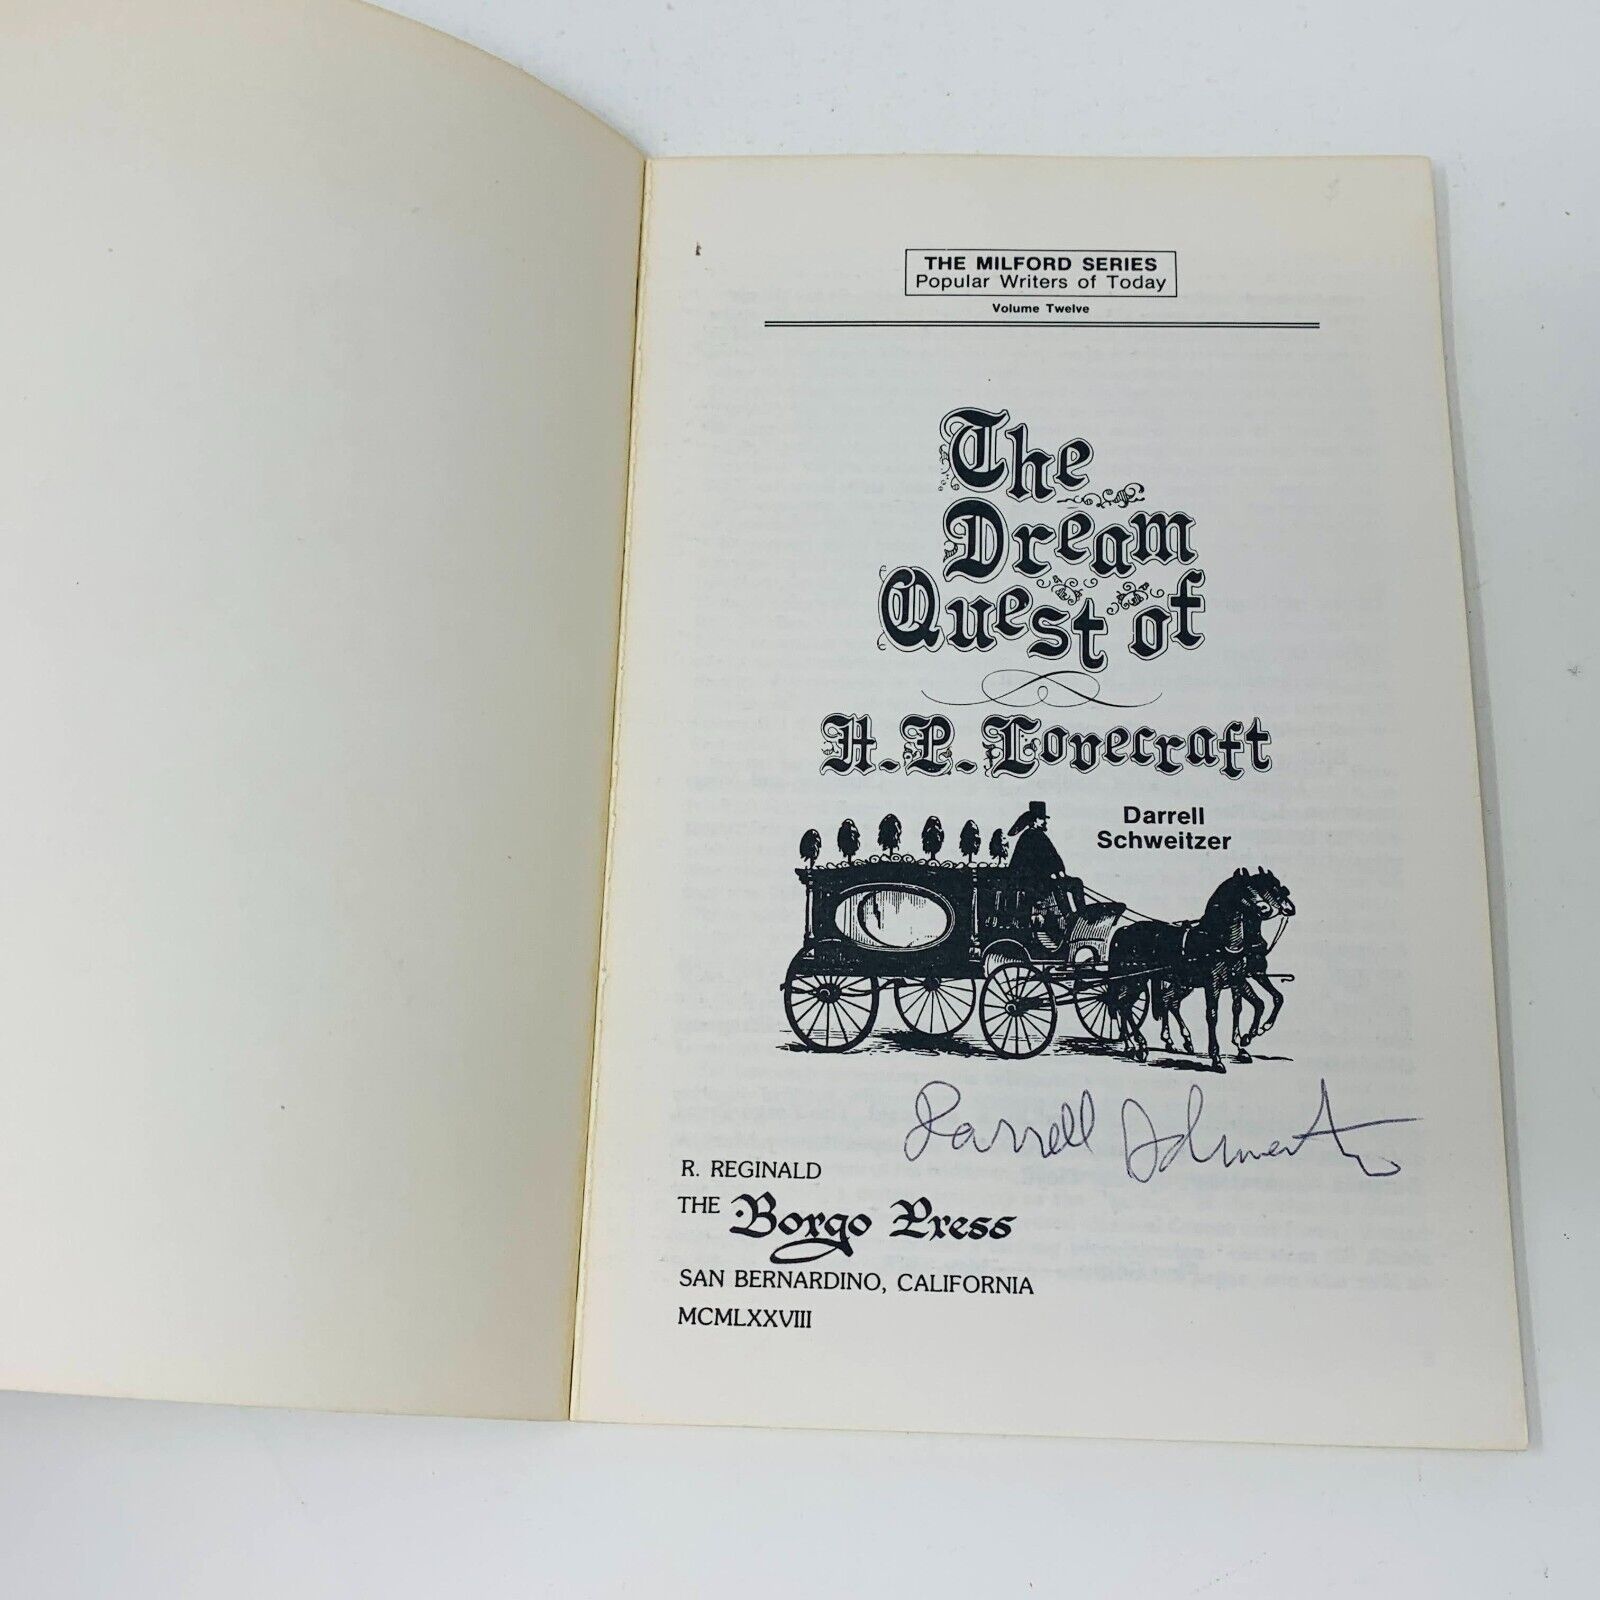 THE MILFORD SERIES
Popular Writers of Today
Volume Twelve
The
Dream
Quest of
H.P. Lovecraft
Darrell
Schweitzer
Darrell Schweitzer
R. REGINALD
THE Borgo Press
SAN BERNARDINO, CALIFORNIA
MCMLXXVIII